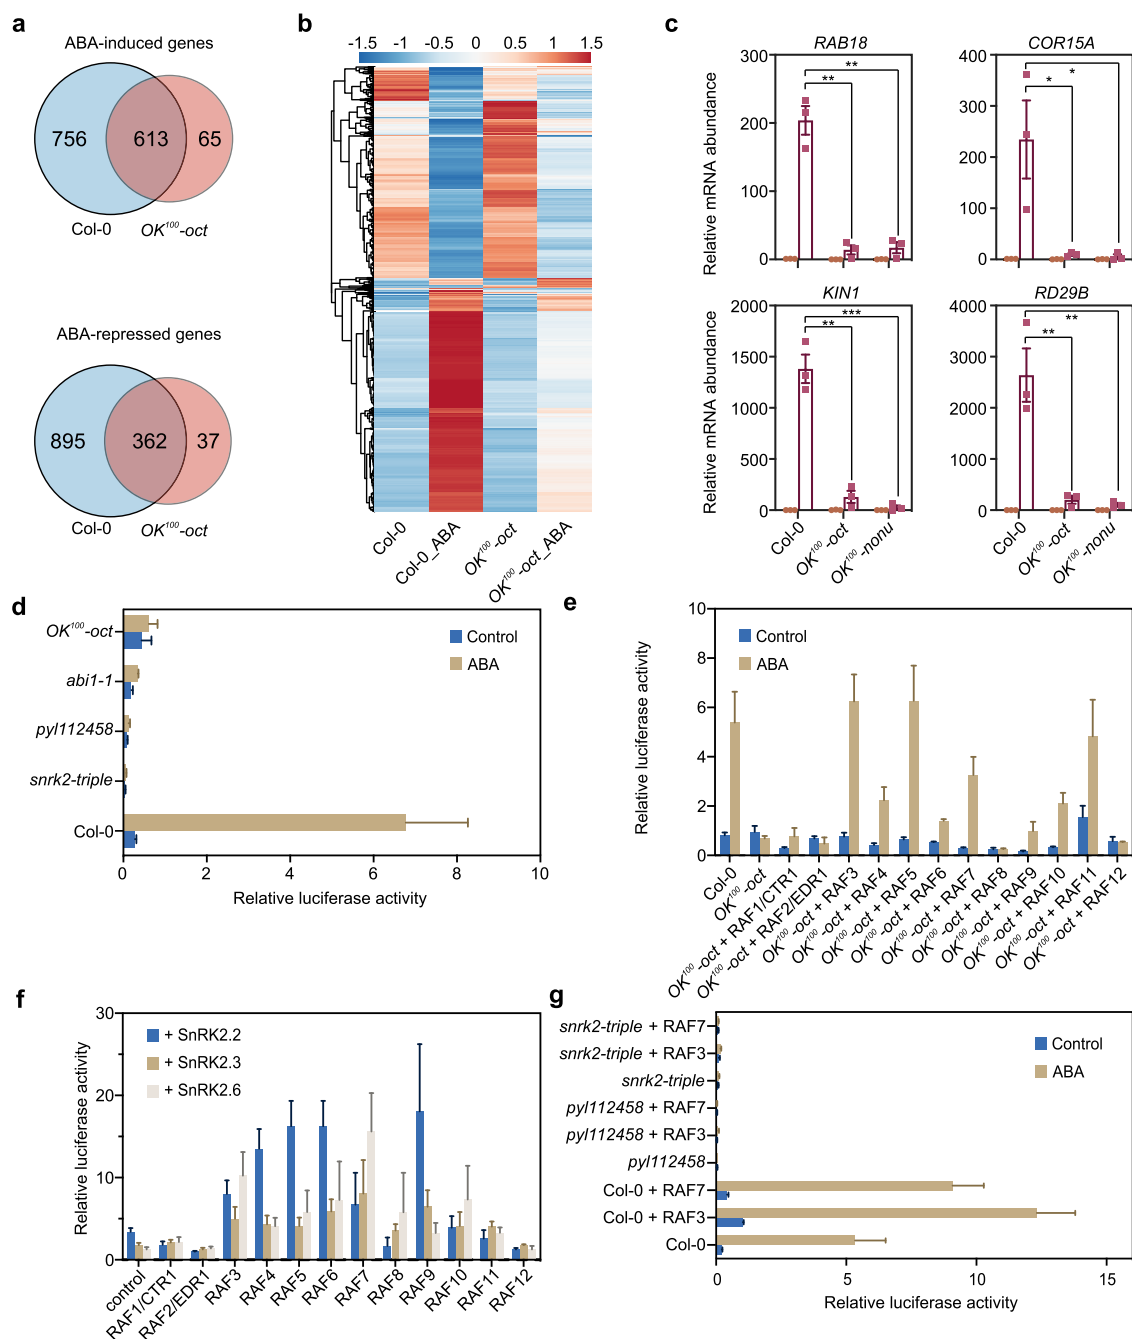 a
ABA-induced genes
756
613
65
Col-0
OK¹⁰⁰-oct
ABA-repressed genes
895
362
37
Col-0
OK¹⁰⁰-oct
b
-1.5 -1 -0.5 0 0.5 1 1.5
Col-0
Col-0_ABA
OK¹⁰⁰-oct
OK¹⁰⁰-oct_ABA
c
RAB18
Relative mRNA abundance
300
200
100
0
**
**
COR15A
400
300
200
100
0
*
*
KIN1
Relative mRNA abundance
2000
1500
1000
500
0
***
**
Col-0
OK¹⁰⁰-oct
OK¹⁰⁰-nonu
RD29B
4000
3000
2000
1000
0
**
**
Col-0
OK¹⁰⁰-oct
OK¹⁰⁰-nonu
d
OK¹⁰⁰-oct
abi1-1
pyl112458
snrk2-triple
Col-0
Control
ABA
0 2 4 6 8 10
Relative luciferase activity
e
Relative luciferase activity
10
8
6
4
2
0
Control
ABA
Col-0
OK¹⁰⁰-oct
OK¹⁰⁰-oct + RAF1/CTR1
OK¹⁰⁰-oct + RAF2/EDR1
OK¹⁰⁰-oct + RAF3
OK¹⁰⁰-oct + RAF4
OK¹⁰⁰-oct + RAF5
OK¹⁰⁰-oct + RAF6
OK¹⁰⁰-oct + RAF7
OK¹⁰⁰-oct + RAF8
OK¹⁰⁰-oct + RAF9
OK¹⁰⁰-oct + RAF10
OK¹⁰⁰-oct + RAF11
OK¹⁰⁰-oct + RAF12
f
Relative luciferase activity
30
20
10
0
+ SnRK2.2
+ SnRK2.3
+ SnRK2.6
control
RAF1/CTR1
RAF2/EDR1
RAF3
RAF4
RAF5
RAF6
RAF7
RAF8
RAF9
RAF10
RAF11
RAF12
g
snrk2-triple + RAF7
snrk2-triple + RAF3
snrk2-triple
pyl112458 + RAF7
pyl112458 + RAF3
pyl112458
Col-0 + RAF7
Col-0 + RAF3
Col-0
Control
ABA
0 5 10 15
Relative luciferase activity